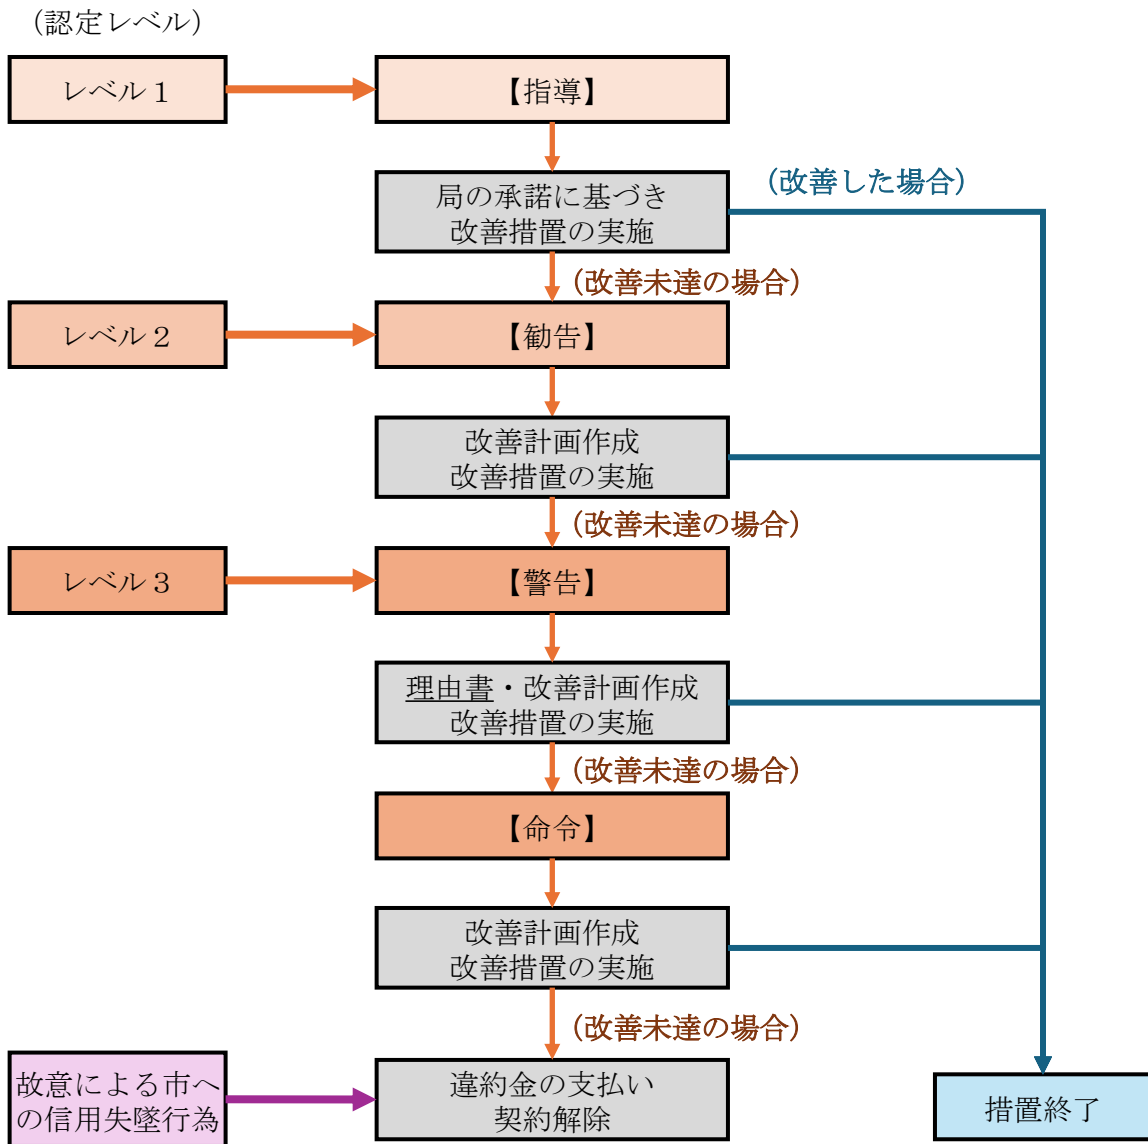 （認定レベル）
レベル１
【指導】
局の承諾に基づき
改善措置の実施
（改善した場合）
（改善未達の場合）
レベル２
【勧告】
改善計画作成
改善措置の実施
（改善未達の場合）
レベル３
【警告】
理由書・改善計画作成
改善措置の実施
（改善未達の場合）
【命令】
改善計画作成
改善措置の実施
（改善未達の場合）
故意による市へ
の信用失墜行為
違約金の支払い
契約解除
措置終了